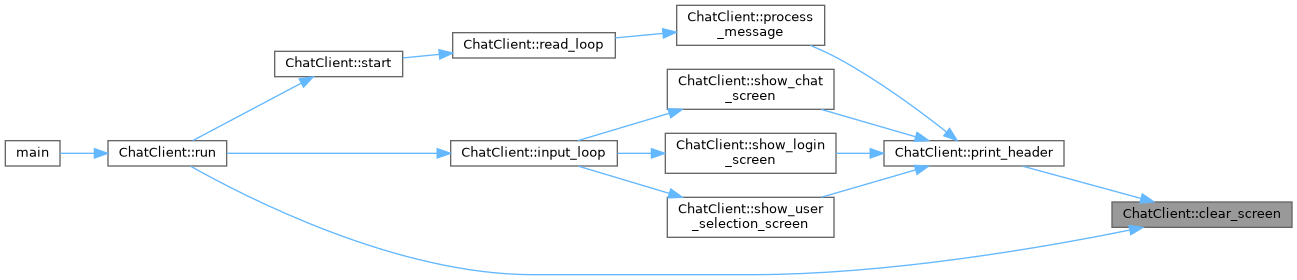 ChatClient::process
_message
ChatClient::read_loop
ChatClient::start
ChatClient::show_chat
_screen
main
ChatClient::run
ChatClient::input_loop
ChatClient::show_login
_screen
ChatClient::print_header
ChatClient::show_user
_selection_screen
ChatClient::clear_screen